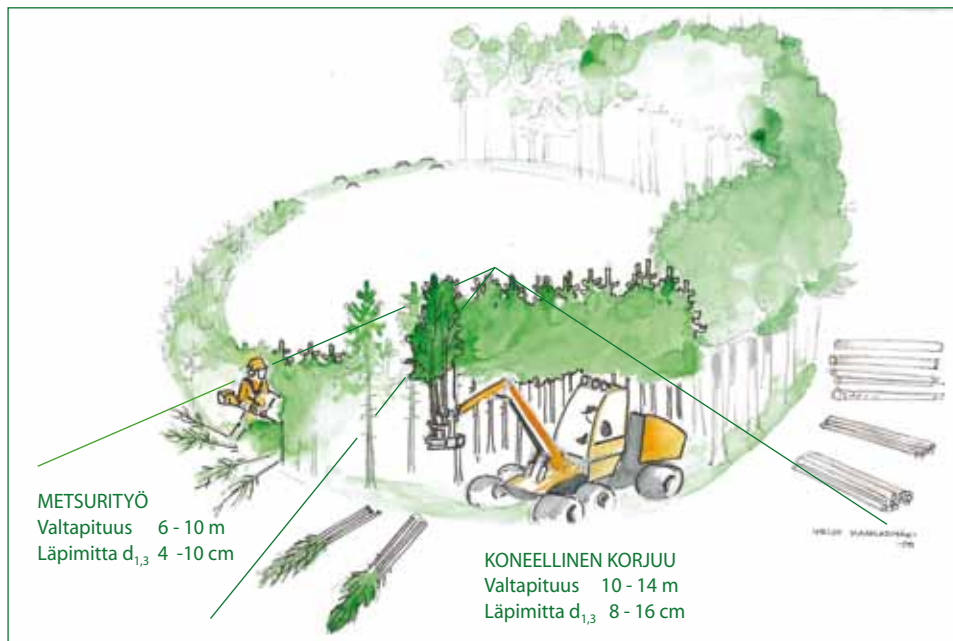 METSURITYÖ
Valtapituus 6 - 10 m
Läpimitta d1,3 4 -10 cm
KONEELLINEN KORJUU
Valtapituus 10 - 14 m
Läpimitta d1,3 8 - 16 cm